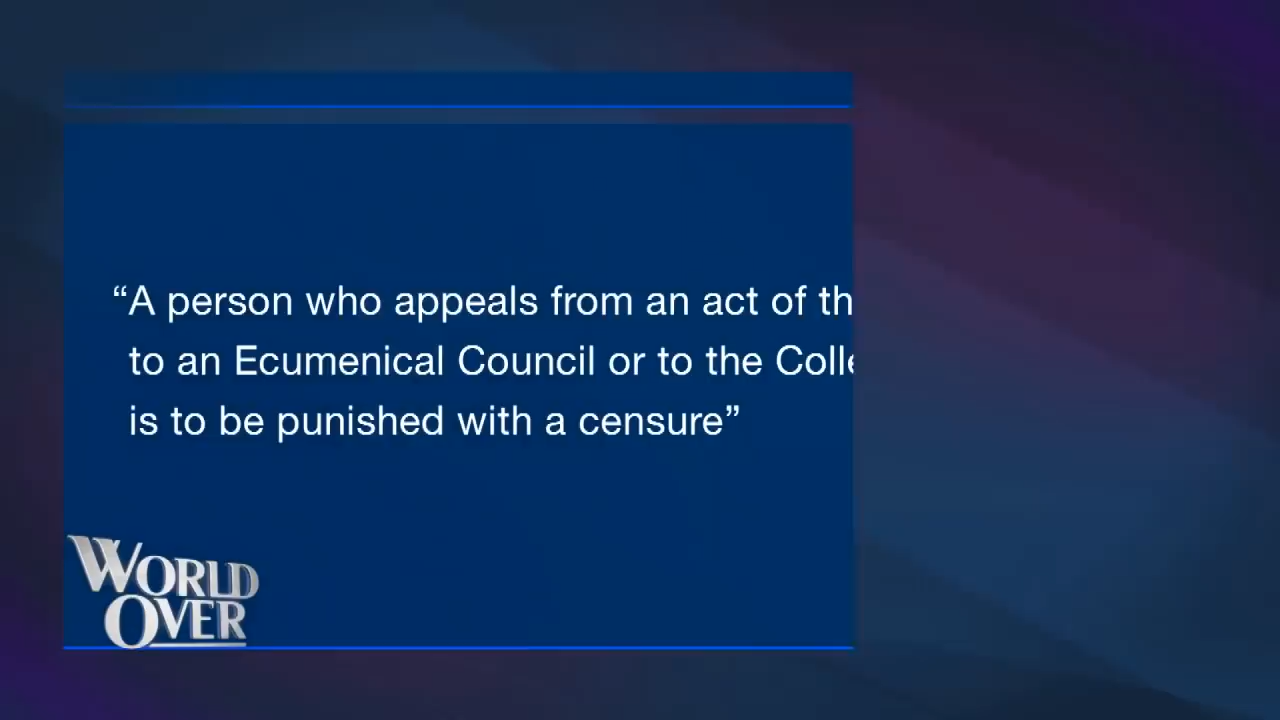 “A person who appeals from an act of th
to an Ecumenical Council or to the Colle
is to be punished with a censure”
WORLD
OVER